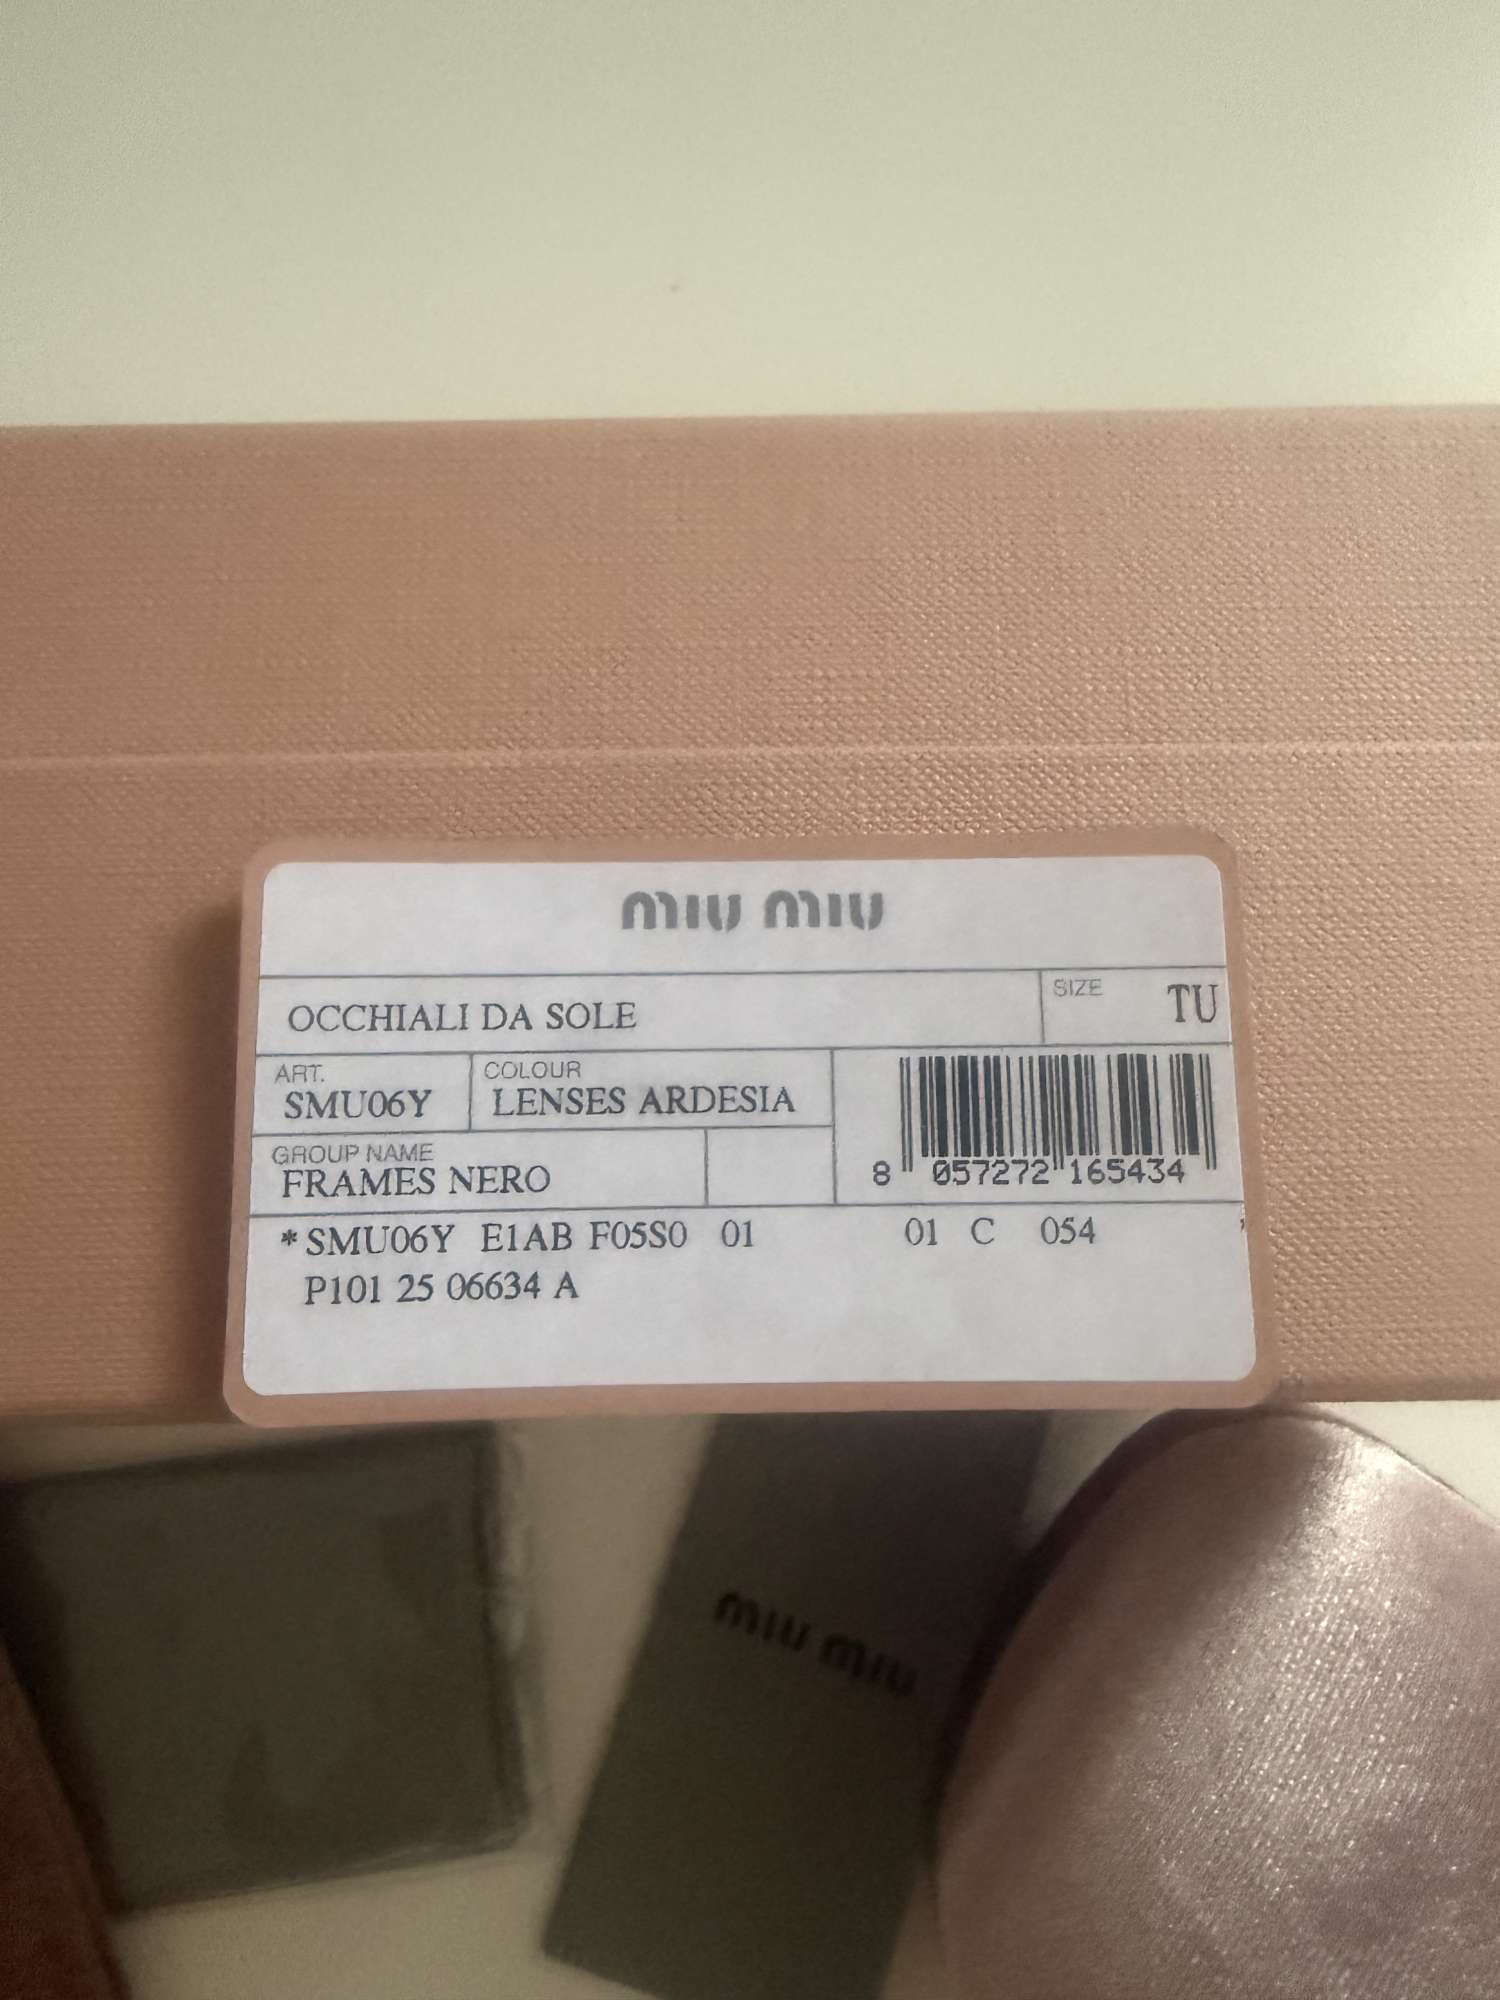 miu miu
OCCHIALI DA SOLE
SIZE TU
ART.
SMU06Y
COLOUR
LENSES ARDESIA
GROUP NAME
FRAMES NERO
8 057272 165434
*SMU06Y E1AB F05S0 01 01 C 054
P101 25 06634 A
miu miu